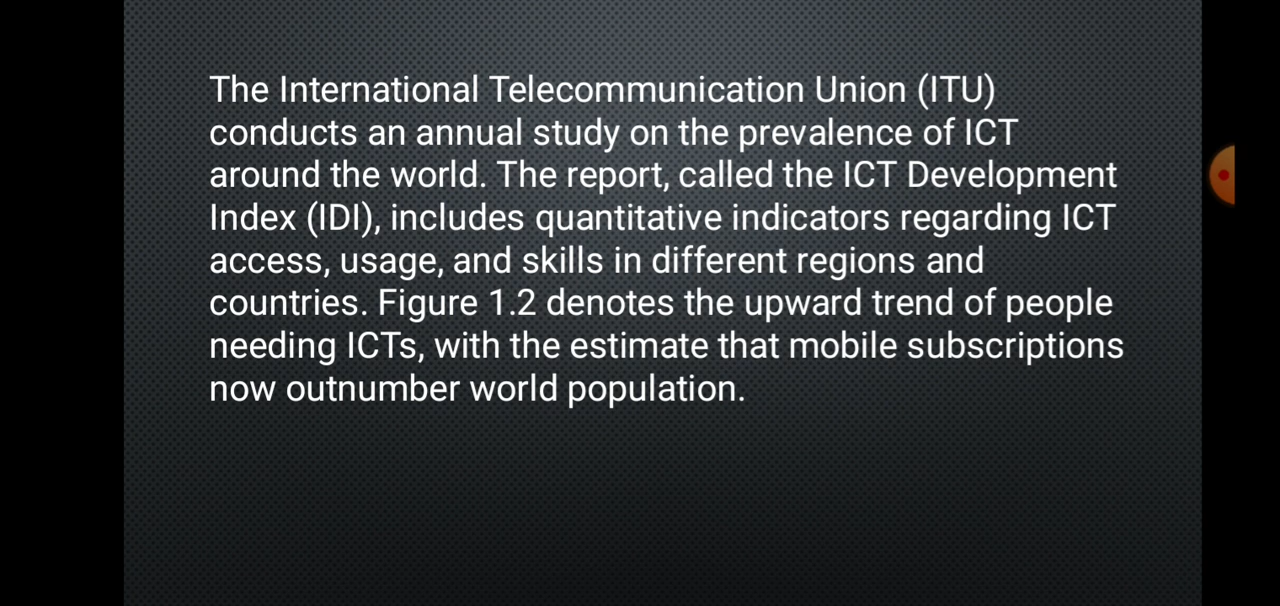 The International Telecommunication Union (ITU)
conducts an annual study on the prevalence of ICT
around the world. The report, called the ICT Development
Index (IDI), includes quantitative indicators regarding ICT
access, usage, and skills in different regions and
countries. Figure 1.2 denotes the upward trend of people
needing ICTs, with the estimate that mobile subscriptions
now outnumber world population.